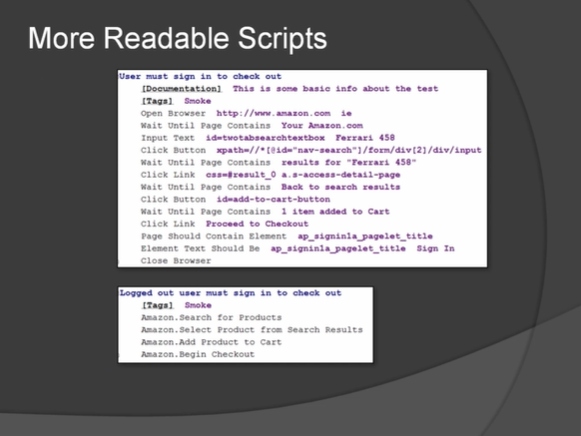 More Readable Scripts
User must sign in to check out
[Documentation] This is some basic info about the test
[Tags] Smoke
Open Browser http://www.amazon.com ie
Wait Until Page Contains Your Amazon.com
Input Text id=twotabsearchtextbox Ferrari 458
Click Button xpath=//*[@id="nav-search"]/form/div[2]/div/input
Wait Until Page Contains results for "Ferrari 458"
Click Link css=#result_0 a.s-access-detail-page
Wait Until Page Contains Back to search results
Click Button id=add-to-cart-button
Wait Until Page Contains 1 item added to Cart
Click Link Proceed to Checkout
Page Should Contain Element ap_signin1a_pagelet_title
Element Text Should Be ap_signin1a_pagelet_title Sign In
Close Browser
Logged out user must sign in to check out
[Tags] Smoke
Amazon.Search for Products
Amazon.Select Product from Search Results
Amazon.Add Product to Cart
Amazon.Begin Checkout